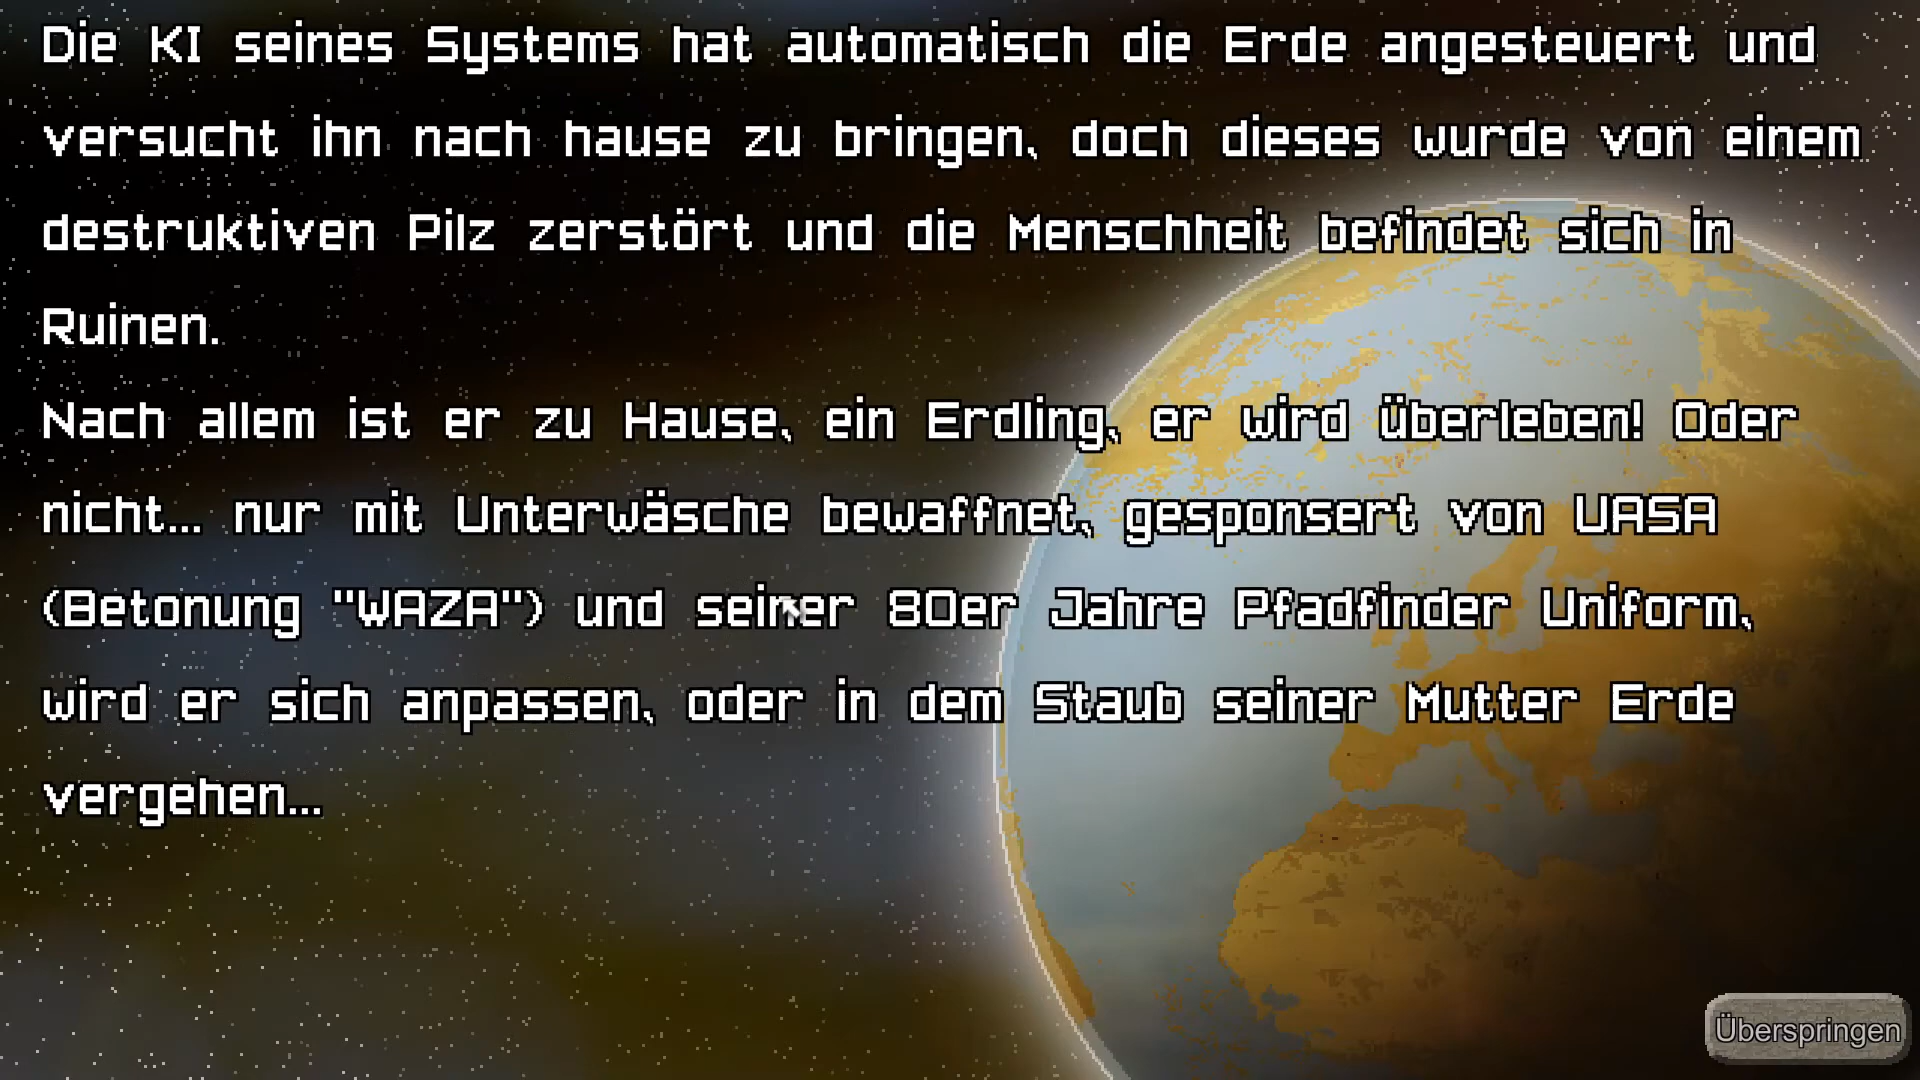 Die KI seines Systems hat automatisch die Erde angesteuert und
versucht ihn nach hause zu bringen, doch dieses wurde von einem
destruktiven Pilz zerstört und die Menschheit befindet sich in
Ruinen.
Nach allem ist er zu Hause, ein Erdling, er wird überleben! Oder
nicht... nur mit Unterwäsche bewaffnet, gesponsert von UASA
(Betonung "WAZA") und seiner 80er Jahre Pfadfinder Uniform,
wird er sich anpassen, oder in dem Staub seiner Mutter Erde
vergehen...
Überspringen